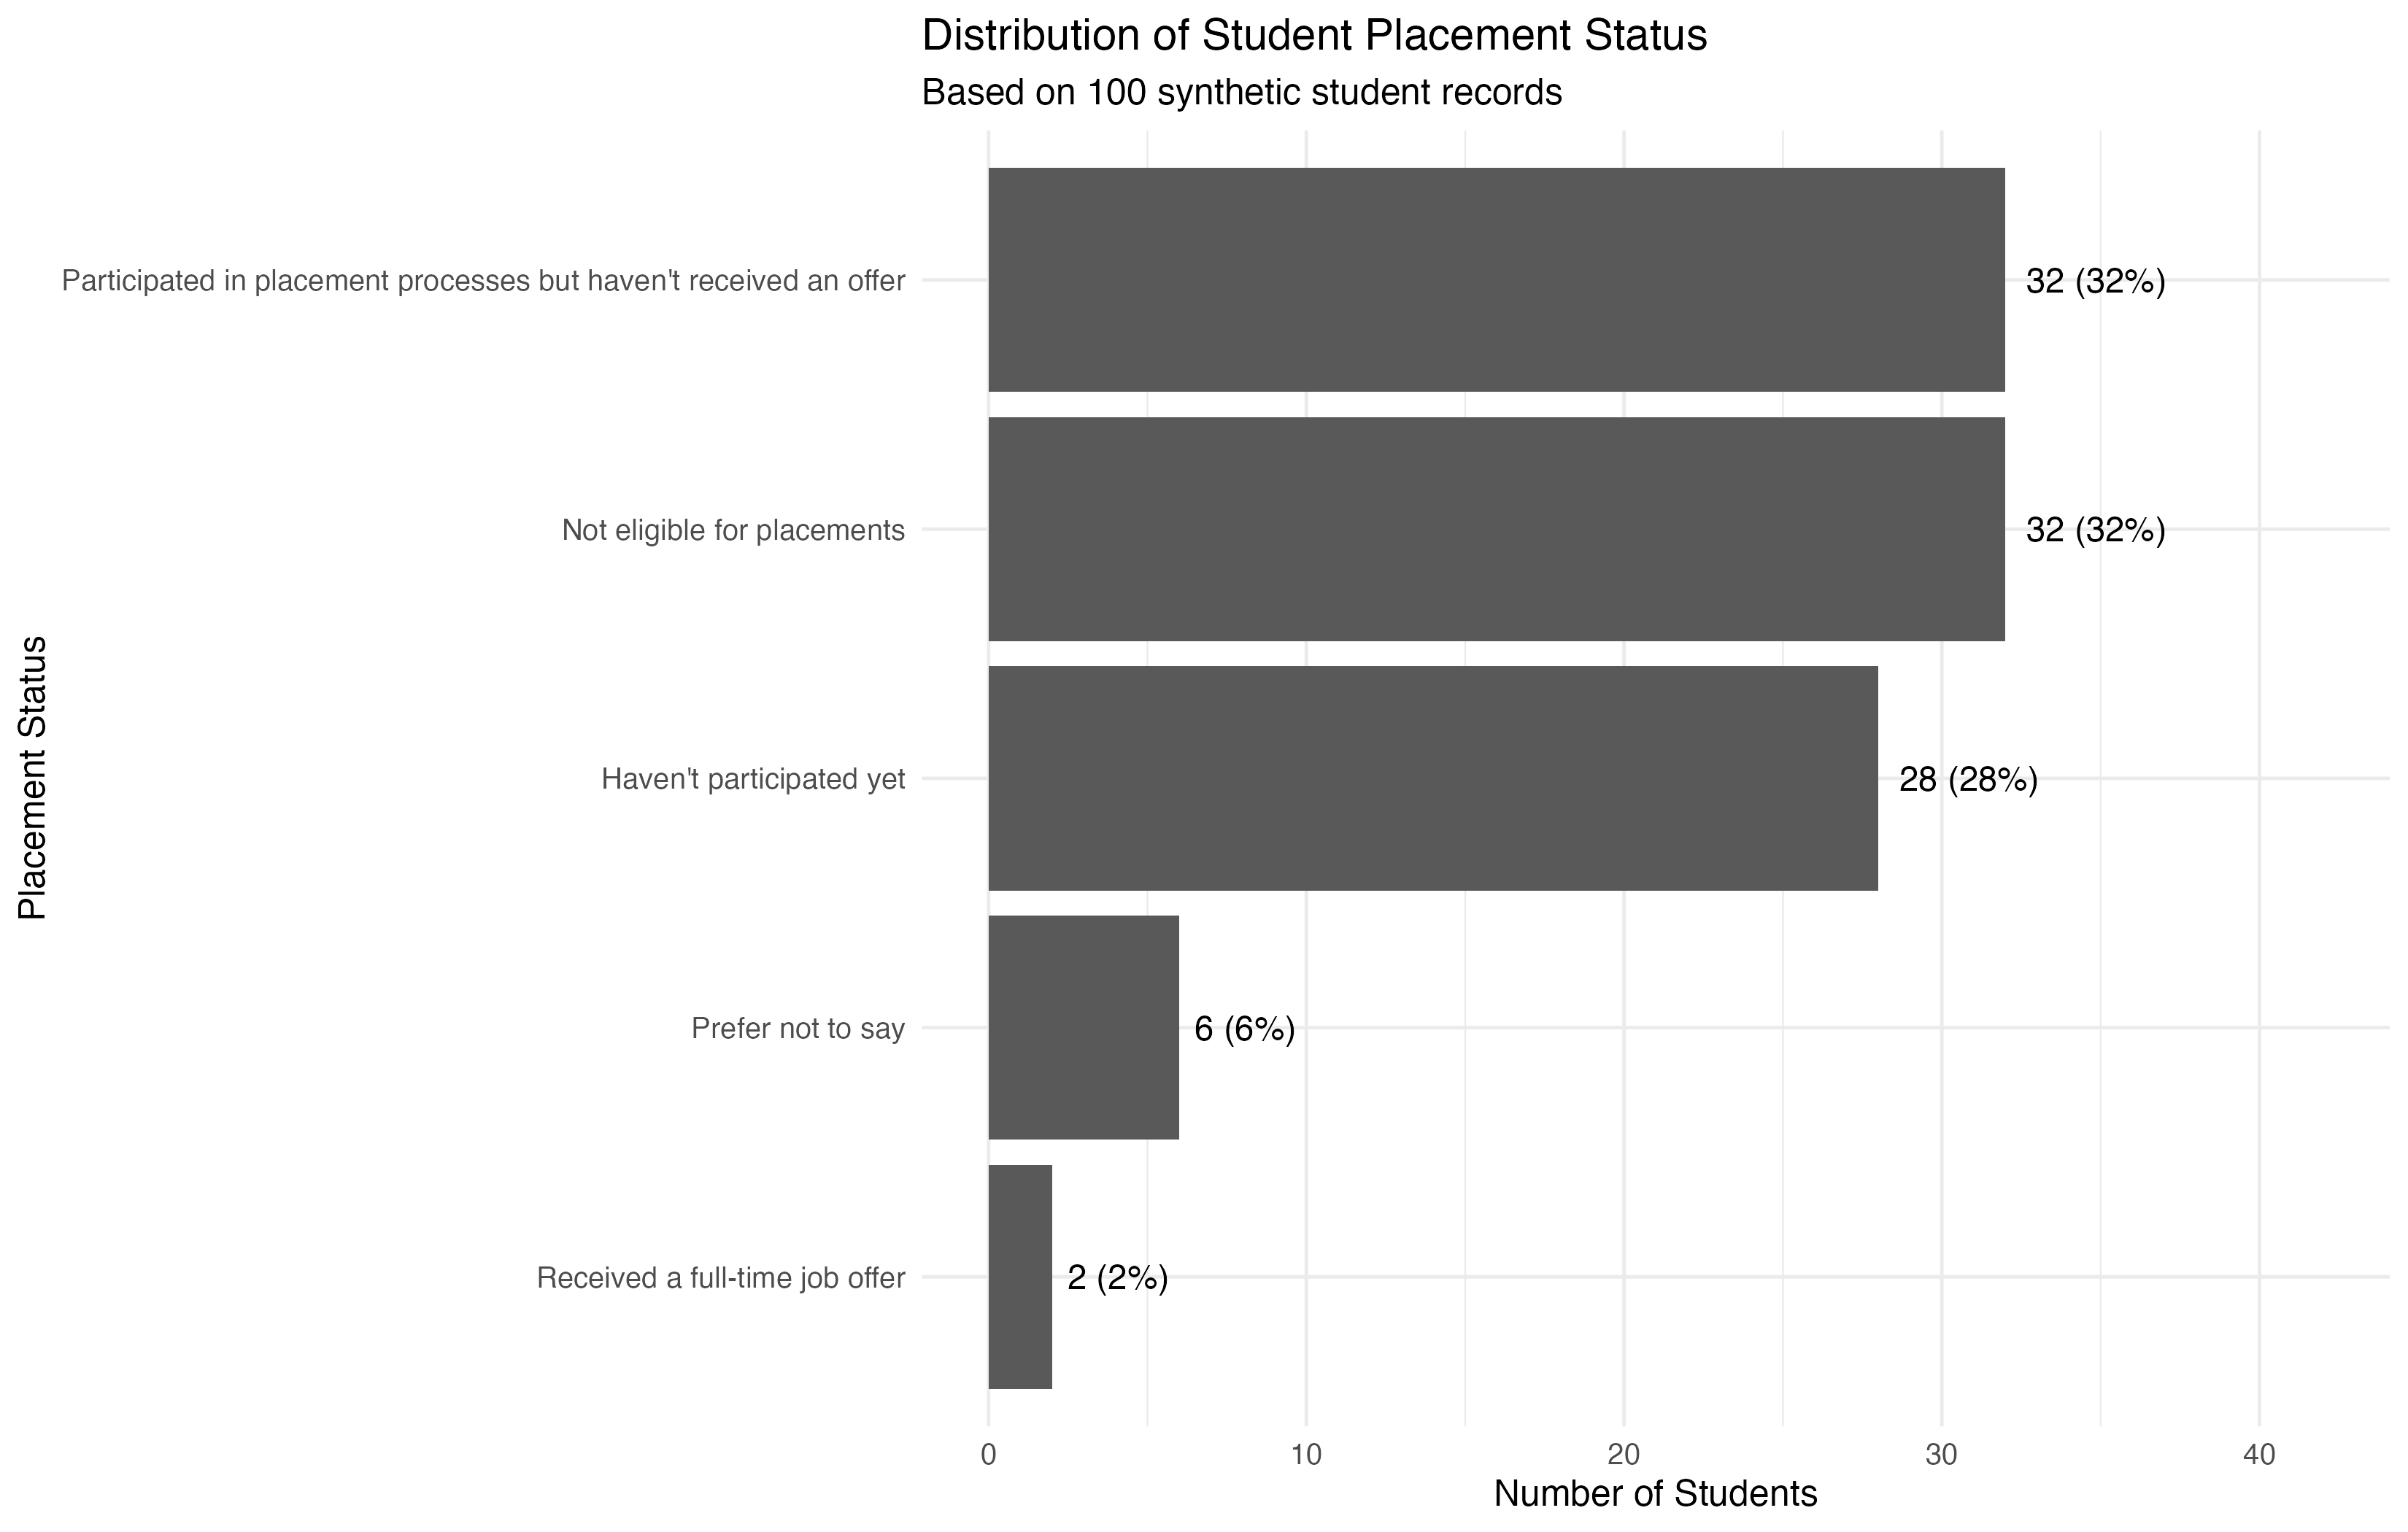 Distribution of Student Placement Status
Based on 100 synthetic student records
Placement Status
Participated in placement processes but haven't received an offer
32 (32%)
Not eligible for placements
32 (32%)
Haven't participated yet
28 (28%)
Prefer not to say
6 (6%)
Received a full-time job offer
2 (2%)
0 10 20 30 40
Number of Students